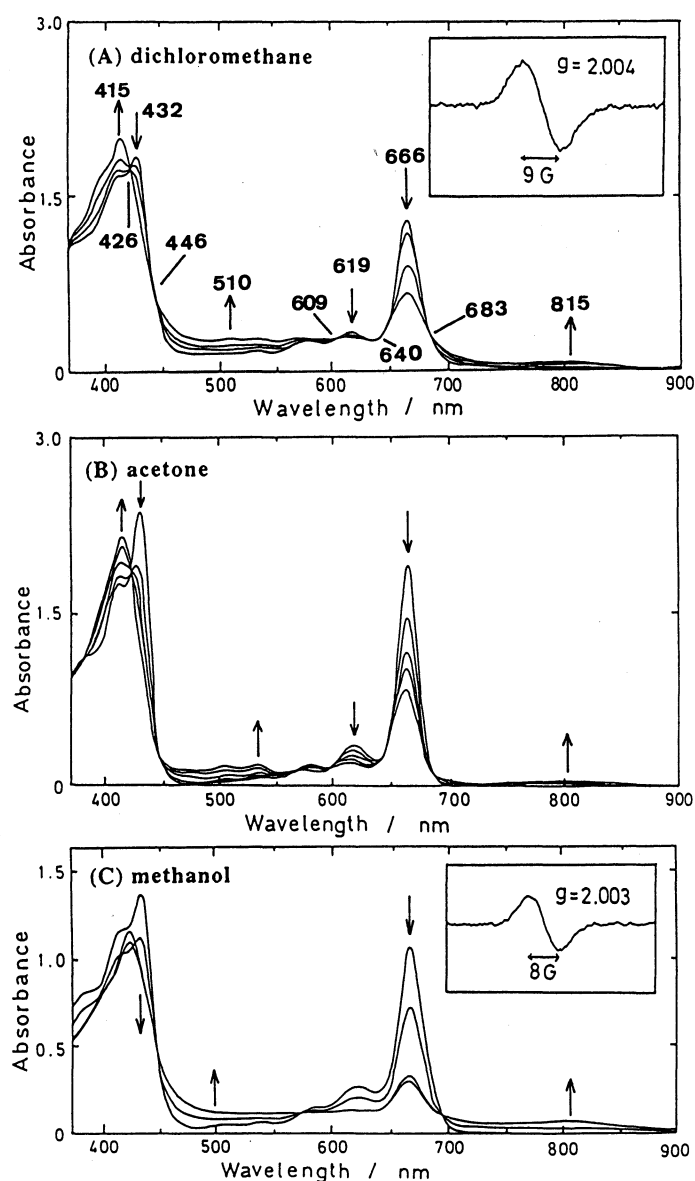 3.0
(A) dichloromethane
415
432
g=2.004
9 G
666
1.5
426
446
510
609
619
640
683
815
Absorbance
0
400 500 600 700 800 900
Wavelength / nm
3.0
(B) acetone
1.5
Absorbance
0
400 500 600 700 800 900
Wavelength / nm
1.5
(C) methanol
g=2.003
8G
1.0
0.5
Absorbance
0
400 500 600 700 800 900
Wavelength / nm